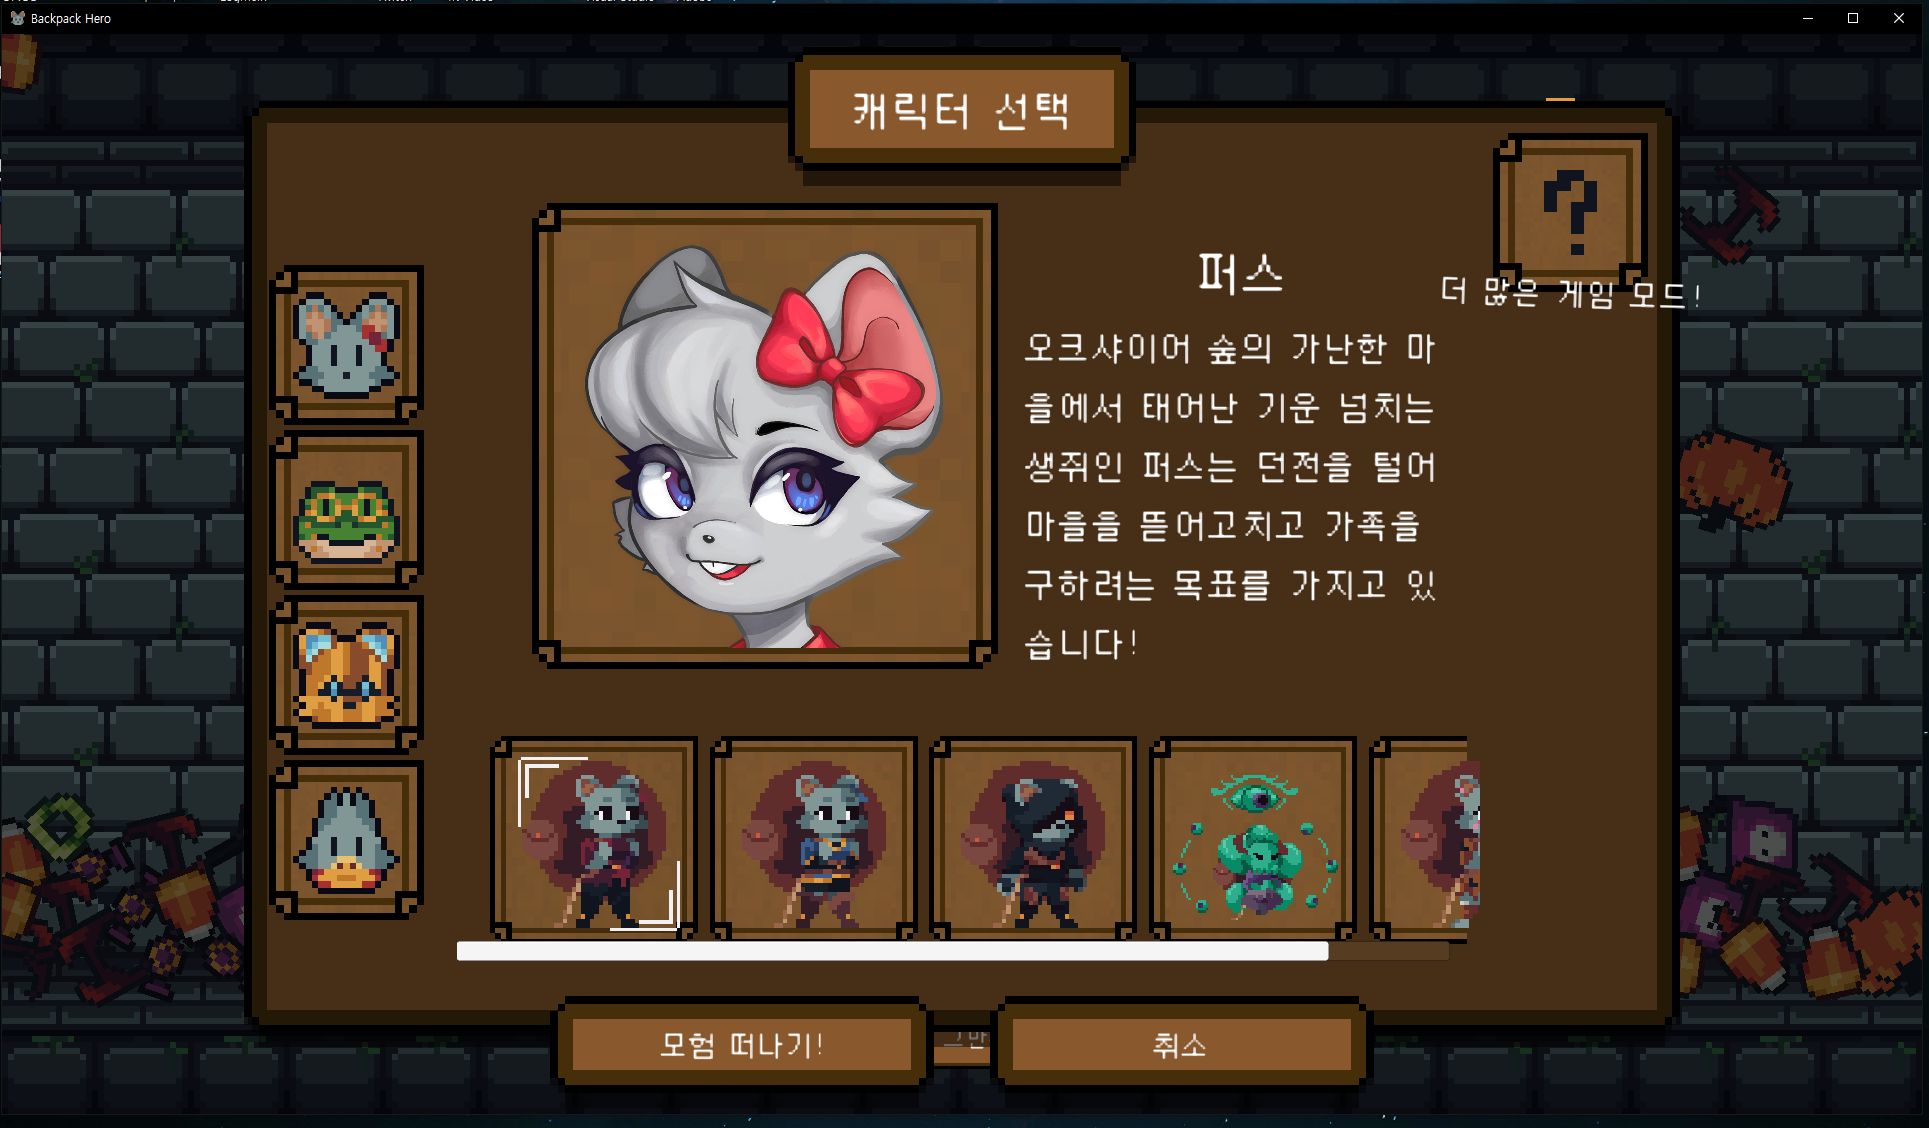 Backpack Hero
캐릭터 선택
퍼스
더 많은 게임 모드!
오크샤이어 숲의 가난한 마
을에서 태어난 기운 넘치는
생쥐인 퍼스는 던전을 털어
마을을 뜯어고치고 가족을
구하려는 목표를 가지고 있
습니다!
모험 떠나기!
취소